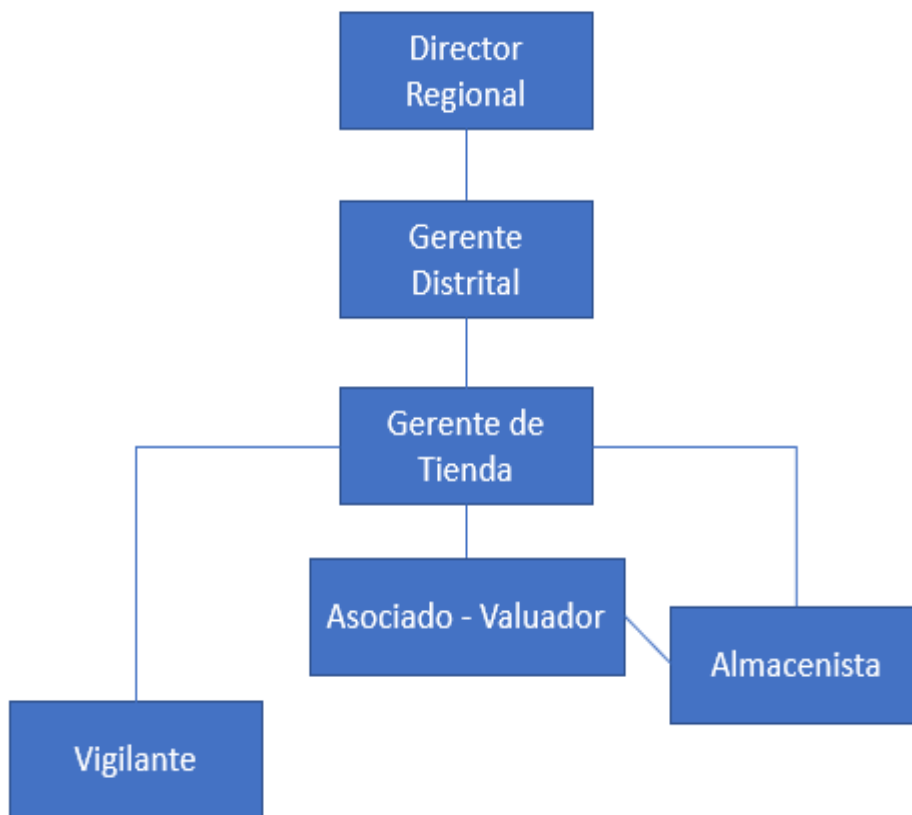 Director
Regional
Gerente
Distrital
Gerente de
Tienda
Asociado - Valuador
Almacenista
Vigilante